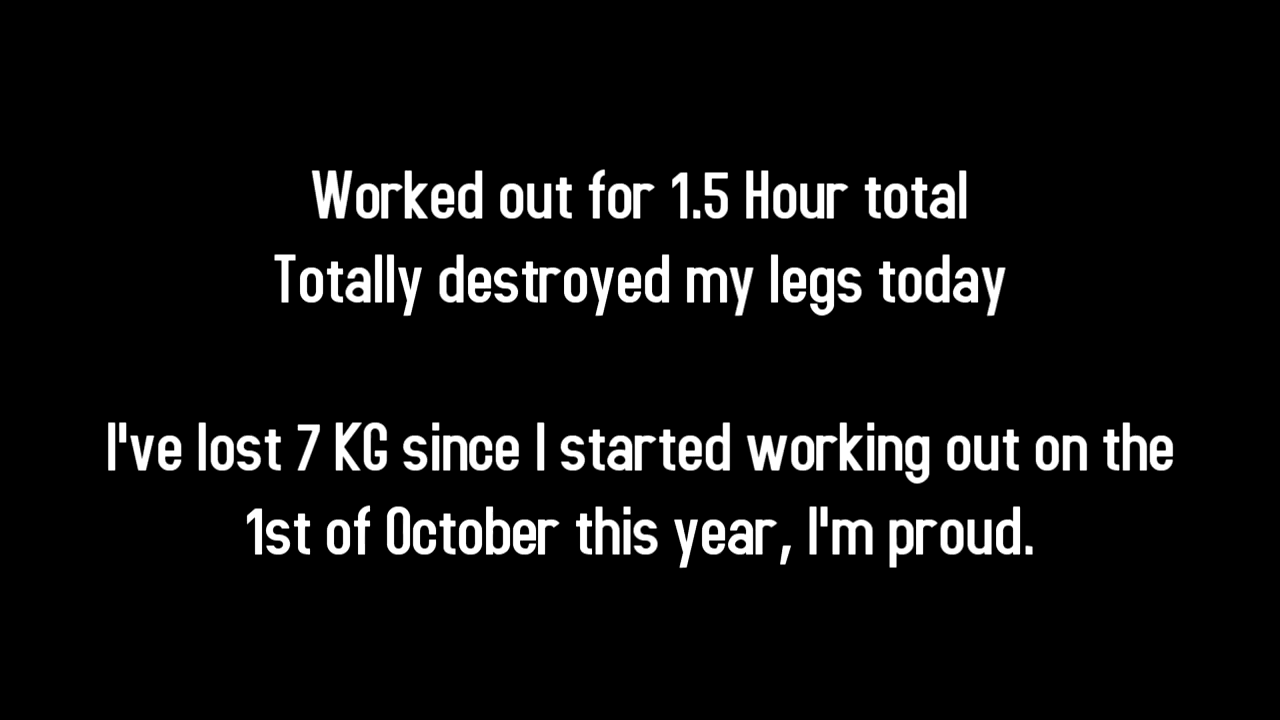 Worked out for 1.5 Hour total
Totally destroyed my legs today
I've lost 7 KG since I started working out on the
1st of October this year, I'm proud.